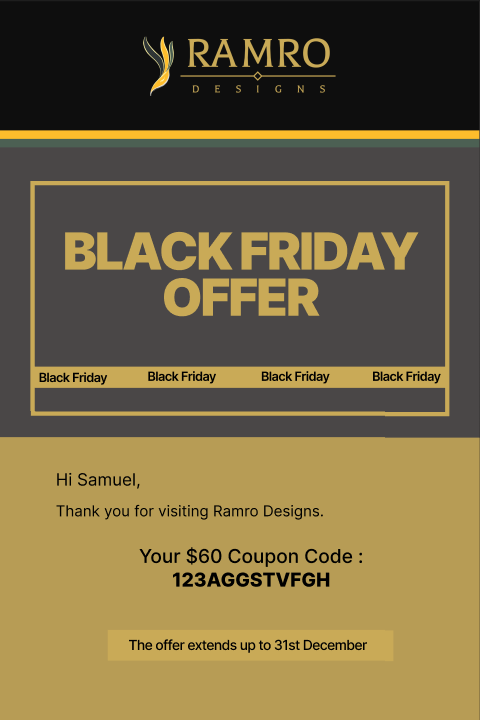 RAMRO
DESIGNS
BLACK FRIDAY
OFFER
Black Friday Black Friday Black Friday Black Friday
Hi Samuel,
Thank you for visiting Ramro Designs.
Your $60 Coupon Code :
123AGGSTVFGH
The offer extends up to 31st December